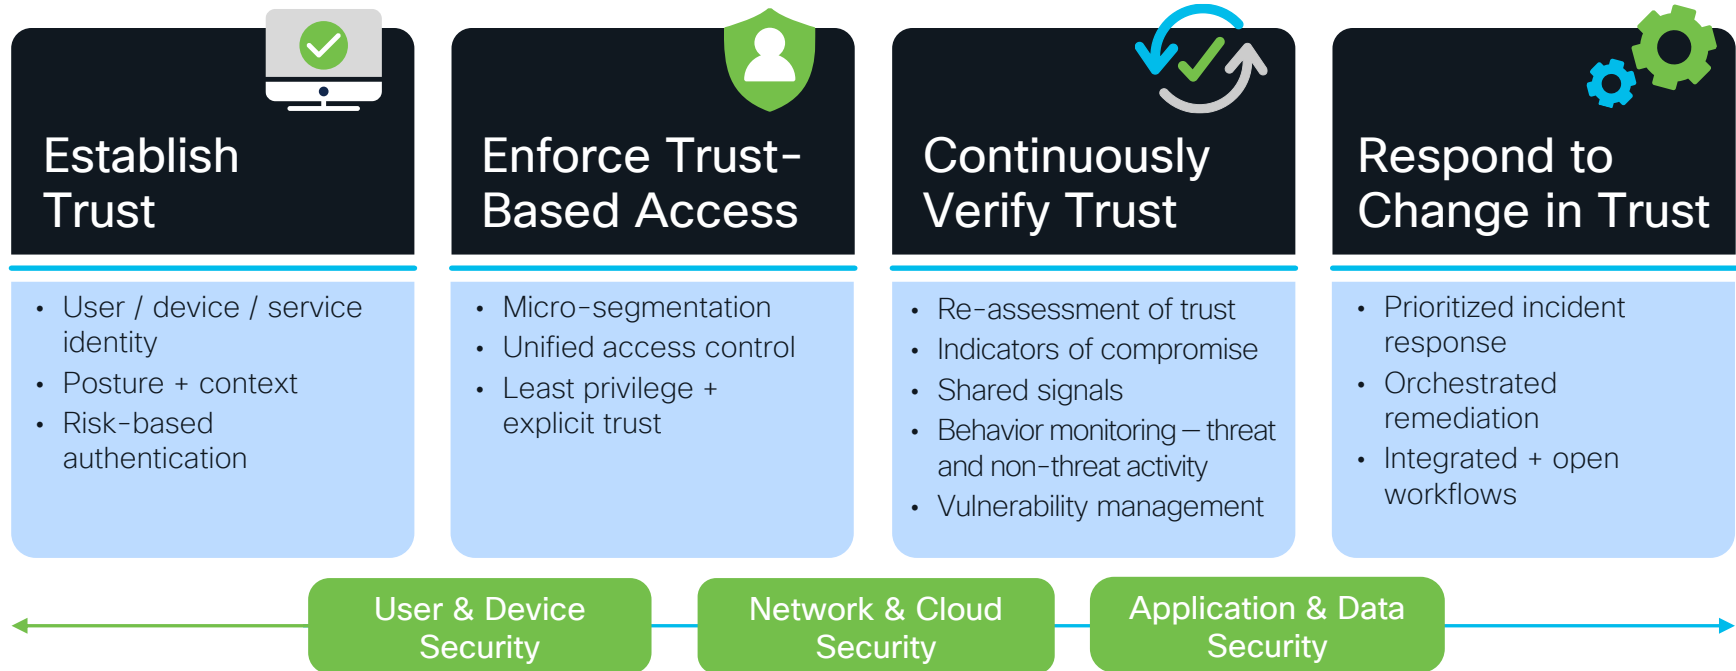 Establish
Trust
• User / device / service
identity
• Posture + context
• Risk-based
authentication
Enforce Trust-
Based Access
• Micro-segmentation
• Unified access control
• Least privilege +
explicit trust
Continuously
Verify Trust
• Re-assessment of trust
• Indicators of compromise
• Shared signals
• Behavior monitoring – threat
and non-threat activity
• Vulnerability management
Respond to
Change in Trust
• Prioritized incident
response
• Orchestrated
remediation
• Integrated + open
workflows
User & Device
Security
Network & Cloud
Security
Application & Data
Security